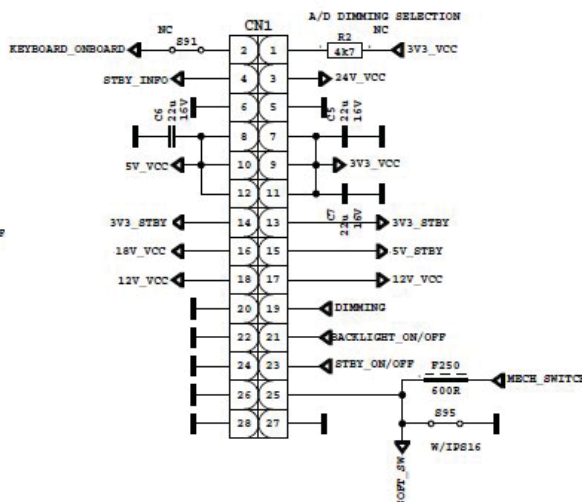 A/D DIMMING SELECTION
CN1
NC
NC
KEYBOARD_ONBOARD
S91
2
1
R2
4k7
3V3_VCC
STBY_INFO
4
3
24V_VCC
C6
22u
16V
6
5
C5
22u
16V
8
7
5V_VCC
10
9
3V3_VCC
12
11
C7
22u
16V
3V3_STBY
14
13
3V3_STBY
18V_VCC
16
15
5V_STBY
12V_VCC
18
17
12V_VCC
20
19
DIMMING
22
21
BACKLIGHT_ON/OFF
24
23
STBY_ON/OFF
F250
600R
MECH_SWITCH
26
25
S95
28
27
W/IPS16
SOFT_SW